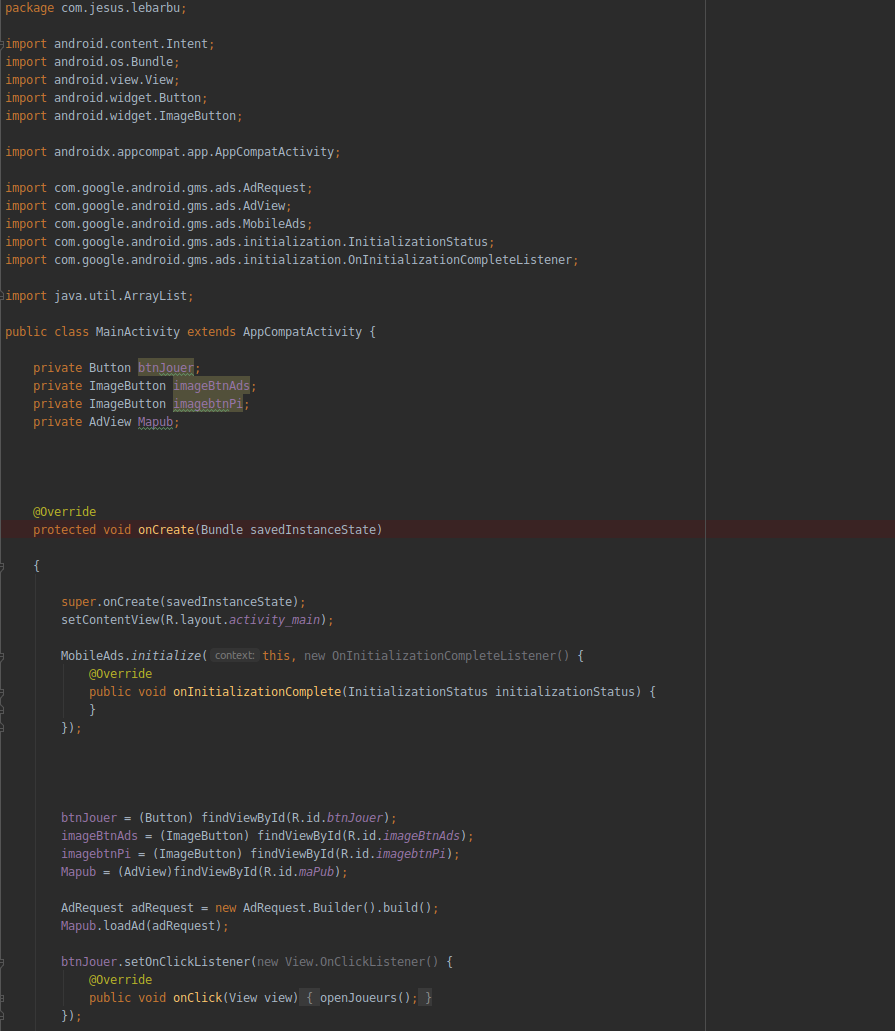 package com.jesus.lebarbu;
import android.content.Intent;
import android.os.Bundle;
import android.view.View;
import android.widget.Button;
import android.widget.ImageButton;
import androidx.appcompat.app.AppCompatActivity;
import com.google.android.gms.ads.AdRequest;
import com.google.android.gms.ads.AdView;
import com.google.android.gms.ads.MobileAds;
import com.google.android.gms.ads.initialization.InitializationStatus;
import com.google.android.gms.ads.initialization.OnInitializationCompleteListener;
import java.util.ArrayList;
public class MainActivity extends AppCompatActivity {
    private Button btnJouer;
    private ImageButton imageBtnAds;
    private ImageButton imagebtnPi;
    private AdView Mapub;
    @Override
    protected void onCreate(Bundle savedInstanceState)
    {
        super.onCreate(savedInstanceState);
        setContentView(R.layout.activity_main);
        MobileAds.initialize( context: this, new OnInitializationCompleteListener() {
            @Override
            public void onInitializationComplete(InitializationStatus initializationStatus) {
            }
        });
        btnJouer = (Button) findViewById(R.id.btnJouer);
        imageBtnAds = (ImageButton) findViewById(R.id.imageBtnAds);
        imagebtnPi = (ImageButton) findViewById(R.id.imagebtnPi);
        Mapub = (AdView)findViewById(R.id.maPub);
        AdRequest adRequest = new AdRequest.Builder().build();
        Mapub.loadAd(adRequest);
        btnJouer.setOnClickListener(new View.OnClickListener() {
            @Override
            public void onClick(View view) { openJoueurs(); }
        });